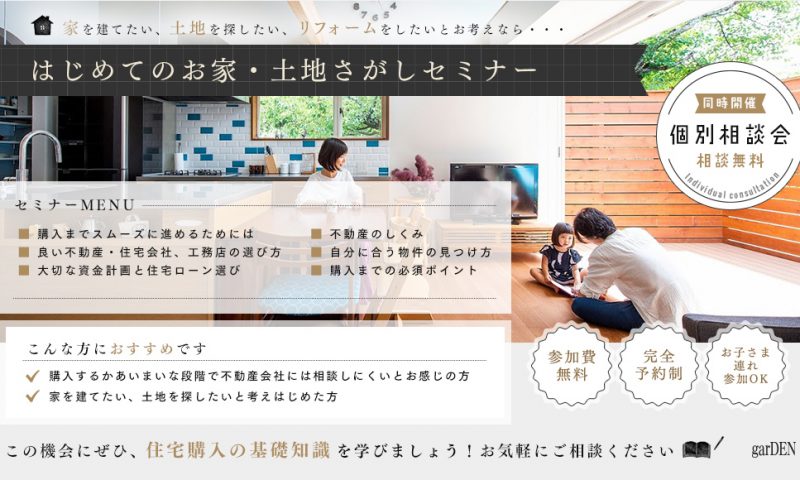 家を建てたい、土地を探したい、リフォームをしたいとお考えなら・・・
はじめてのお家・土地さがしセミナー
8 7 6 5 4
同時開催
個別相談会
相談無料
Individual consultation
セミナーMENU
購入までスムーズに進めるためには
良い不動産・住宅会社、工務店の選び方
大切な資金計画と住宅ローン選び
不動産のしくみ
自分に合う物件の見つけ方
購入までの必須ポイント
こんな方におすすめです
購入するかあいまいな段階で不動産会社には相談しにくいとお感じの方
家を建てたい、土地を探したいと考えはじめた方
参加費
無料
完全
予約制
お子さま
連れ
参加OK
この機会にぜひ、住宅購入の基礎知識を学びましょう！お気軽にご相談ください
garDEN